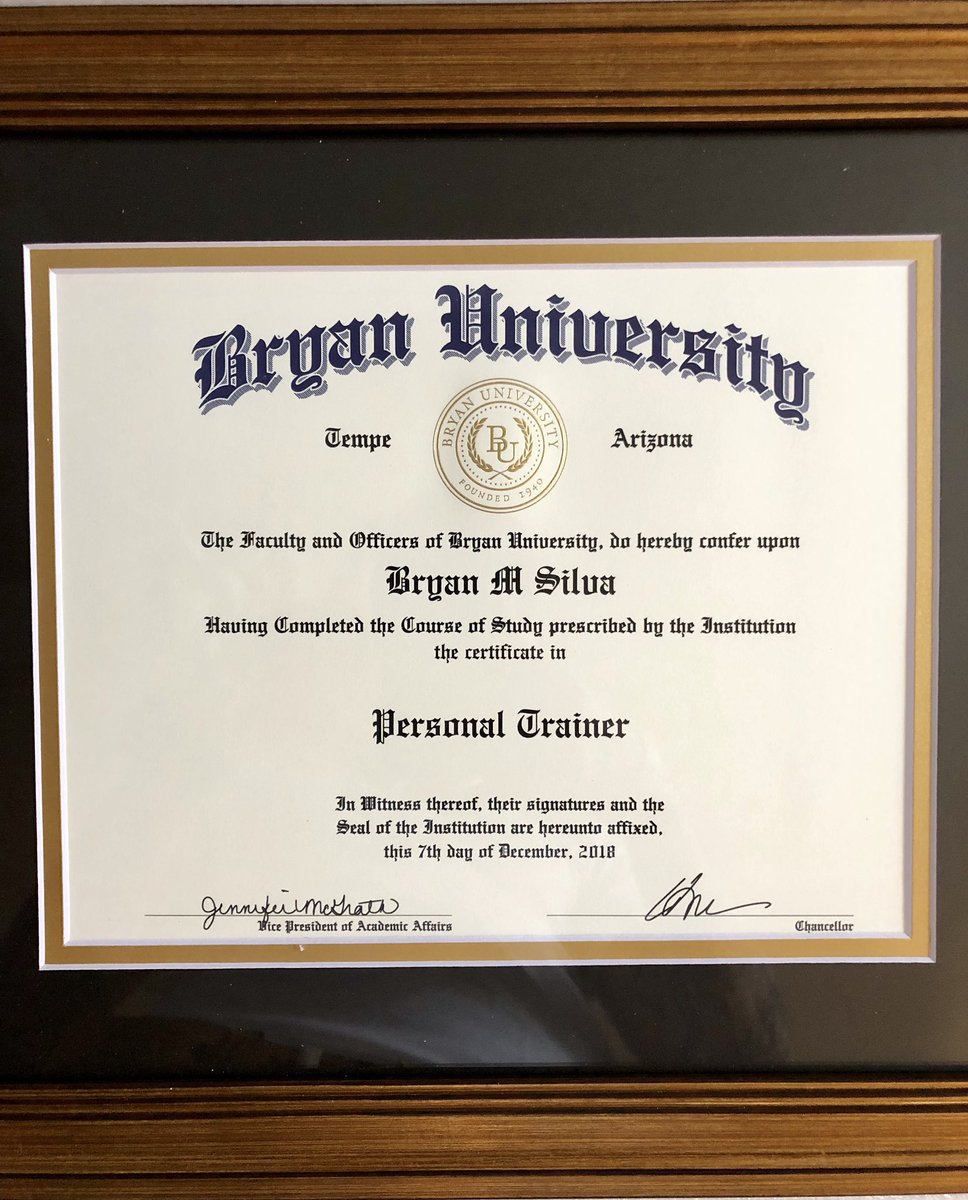 Bryan University
Tempe
Arizona
BRYAN UNIVERSITY
BU
FOUNDED 1940
The Faculty and Officers of Bryan University, do hereby confer upon
Bryan M Silva
Having Completed the Course of Study prescribed by the Institution
the certificate in
Personal Trainer
In Witness thereof, their signatures and the
Seal of the Institution are hereunto affixed,
this 7th day of December, 2018
Jennifer
Vice President of Academic Affairs
Chancellor